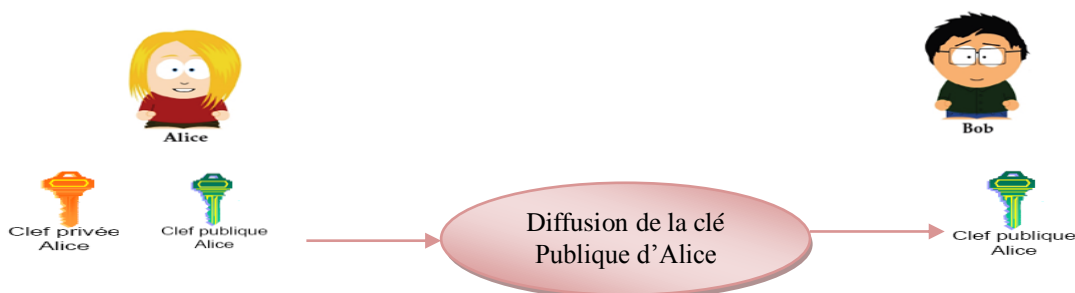 Alice
Bob
Clef privée
Alice
Clef publique
Alice
Diffusion de la clé
Publique d’Alice
Clef publique
Alice